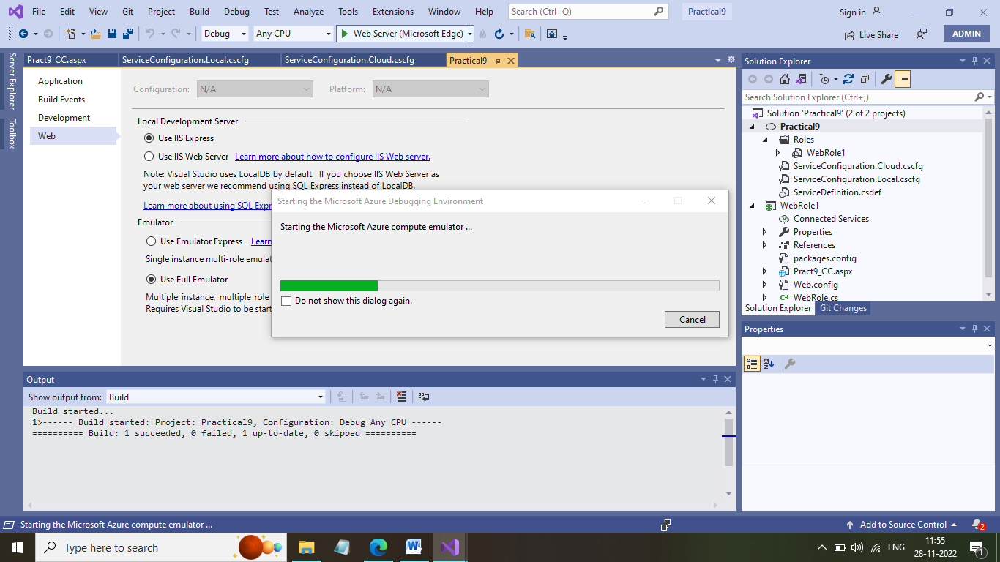 File Edit View Git Project Build Debug Test Analyze Tools Extensions Window Help Search (Ctrl+Q) Practical9 Sign in
Debug Any CPU Web Server (Microsoft Edge) Live Share ADMIN
Server Explorer
Toolbox
Pract9_CC.aspx ServiceConfiguration.Local.cscfg ServiceConfiguration.Cloud.cscfg Practical9
Application
Build Events
Development
Web
Configuration: N/A Platform: N/A
Local Development Server
Use IIS Express
Use IIS Web Server Learn more about how to configure IIS Web server.
Note: Visual Studio uses LocalDB by default. If you choose IIS Web Server as
your web server we recommend using SQL Express instead of LocalDB.
Learn more about using SQL Expr
Emulator
Use Emulator Express Learn
Single instance multi-role emulat
Use Full Emulator
Multiple instance, multiple role
Requires Visual Studio to be start
Starting the Microsoft Azure Debugging Environment
Starting the Microsoft Azure compute emulator ...
Do not show this dialog again.
Cancel
Solution Explorer
Search Solution Explorer (Ctrl+;)
Solution 'Practical9' (2 of 2 projects)
Practical9
Roles
WebRole1
ServiceConfiguration.Cloud.cscfg
ServiceConfiguration.Local.cscfg
ServiceDefinition.csdef
WebRole1
Connected Services
Properties
References
packages.config
Pract9_CC.aspx
Web.config
C# WebRole.cs
Solution Explorer Git Changes
Properties
Output
Show output from: Build
Build started...
1>------ Build started: Project: Practical9, Configuration: Debug Any CPU ------
========== Build: 1 succeeded, 0 failed, 1 up-to-date, 0 skipped ==========
Starting the Microsoft Azure compute emulator ... Add to Source Control 2
Type here to search ENG 11:55
28-11-2022 1